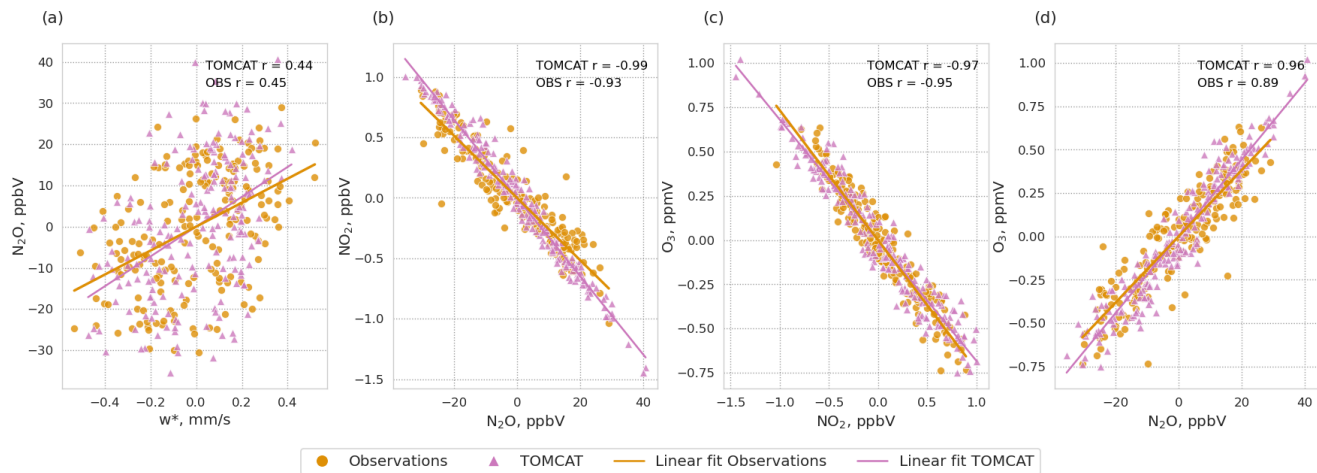 (a)
(b)
(c)
(d)
TOMCAT r = 0.44
OBS r = 0.45
N₂O, ppbV
40
30
20
10
0
−10
−20
−30
−0.4 −0.2 0.0 0.2 0.4
w*, mm/s
TOMCAT r = -0.99
OBS r = -0.93
NO₂, ppbV
1.0
0.5
0.0
−0.5
−1.0
−1.5
−20 0 20 40
N₂O, ppbV
TOMCAT r = -0.97
OBS r = -0.95
O₃, ppmV
1.00
0.75
0.50
0.25
0.00
−0.25
−0.50
−0.75
−1.5 −1.0 −0.5 0.0 0.5 1.0
NO₂, ppbV
TOMCAT r = 0.96
OBS r = 0.89
O₃, ppmV
1.00
0.75
0.50
0.25
0.00
−0.25
−0.50
−0.75
−20 0 20 40
N₂O, ppbV
Observations TOMCAT Linear fit Observations Linear fit TOMCAT